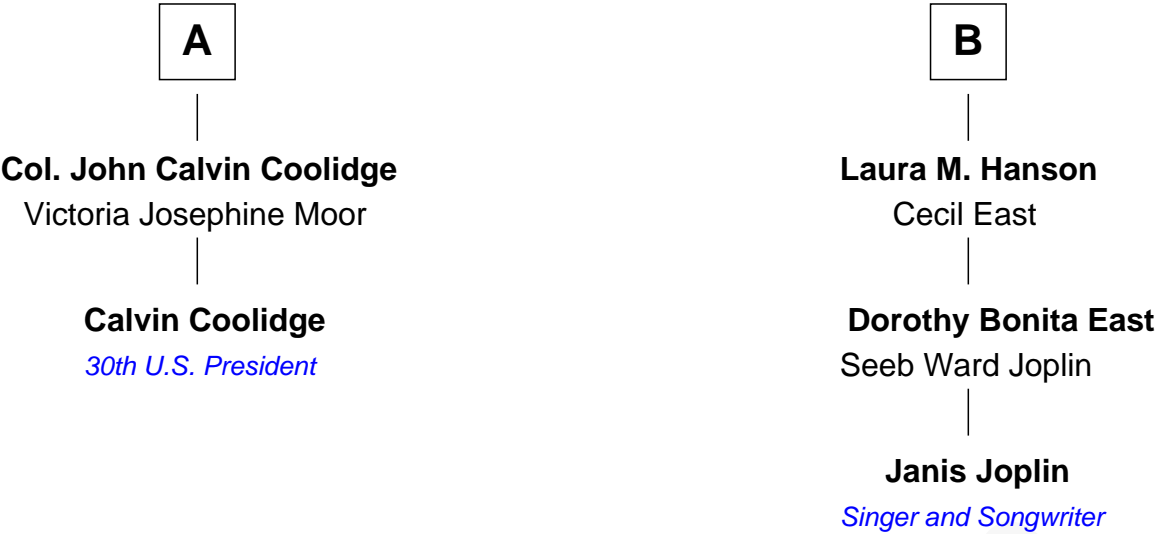 A
Col. John Calvin Coolidge
Victoria Josephine Moor
Calvin Coolidge
30th U.S. President
B
Laura M. Hanson
Cecil East
Dorothy Bonita East
Seeb Ward Joplin
Janis Joplin
Singer and Songwriter